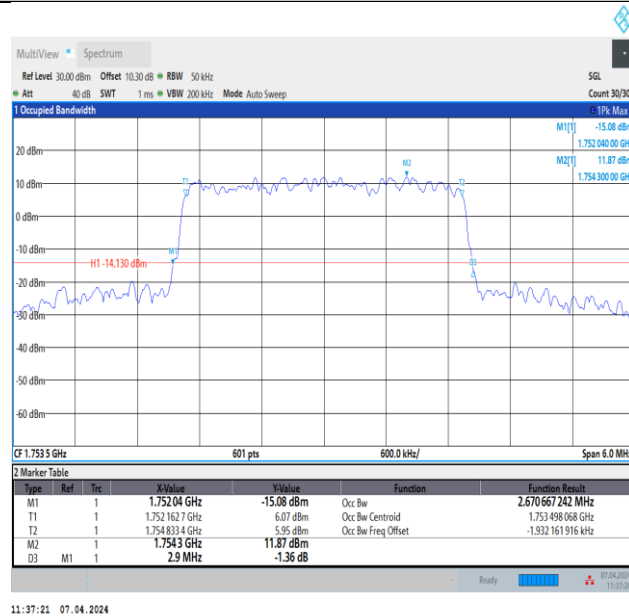 MultiView Spectrum
Ref Level 30.00 dBm Offset 10.30 dB RBW 50 kHz SGL
Att 40 dB SWT 1 ms VBW 200 kHz Mode Auto Sweep Count 30/30
1 Occupied Bandwidth 1Pk Max
M1[1] -15.08 dBm
1.752 040 00 GH
M2[1] 11.87 dBm
1.754 300 00 GH
20 dBm
10 dBm
0 dBm
-10 dBm
-20 dBm
-30 dBm
-40 dBm
-50 dBm
-60 dBm
T1
M2
T2
M1
D3
H1 -14,130 dBm
CF 1.753 5 GHz 601 pts 600.0 kHz/ Span 6.0 MHz
2 Marker Table
Type Ref Trc X-Value Y-Value Function Function Result
M1 1 1.752 04 GHz -15.08 dBm Occ Bw 2.670 667 242 MHz
T1 1 1.752 162 7 GHz 6.07 dBm Occ Bw Centroid 1.753 498 068 GHz
T2 1 1.754 833 4 GHz 5.95 dBm Occ Bw Freq Offset -1.932 161 916 kHz
M2 1 1.754 3 GHz 11.87 dBm
D3 M1 1 2.9 MHz -1.36 dB
Ready 07.04.2024
11:37:20
11:37:21 07.04.2024